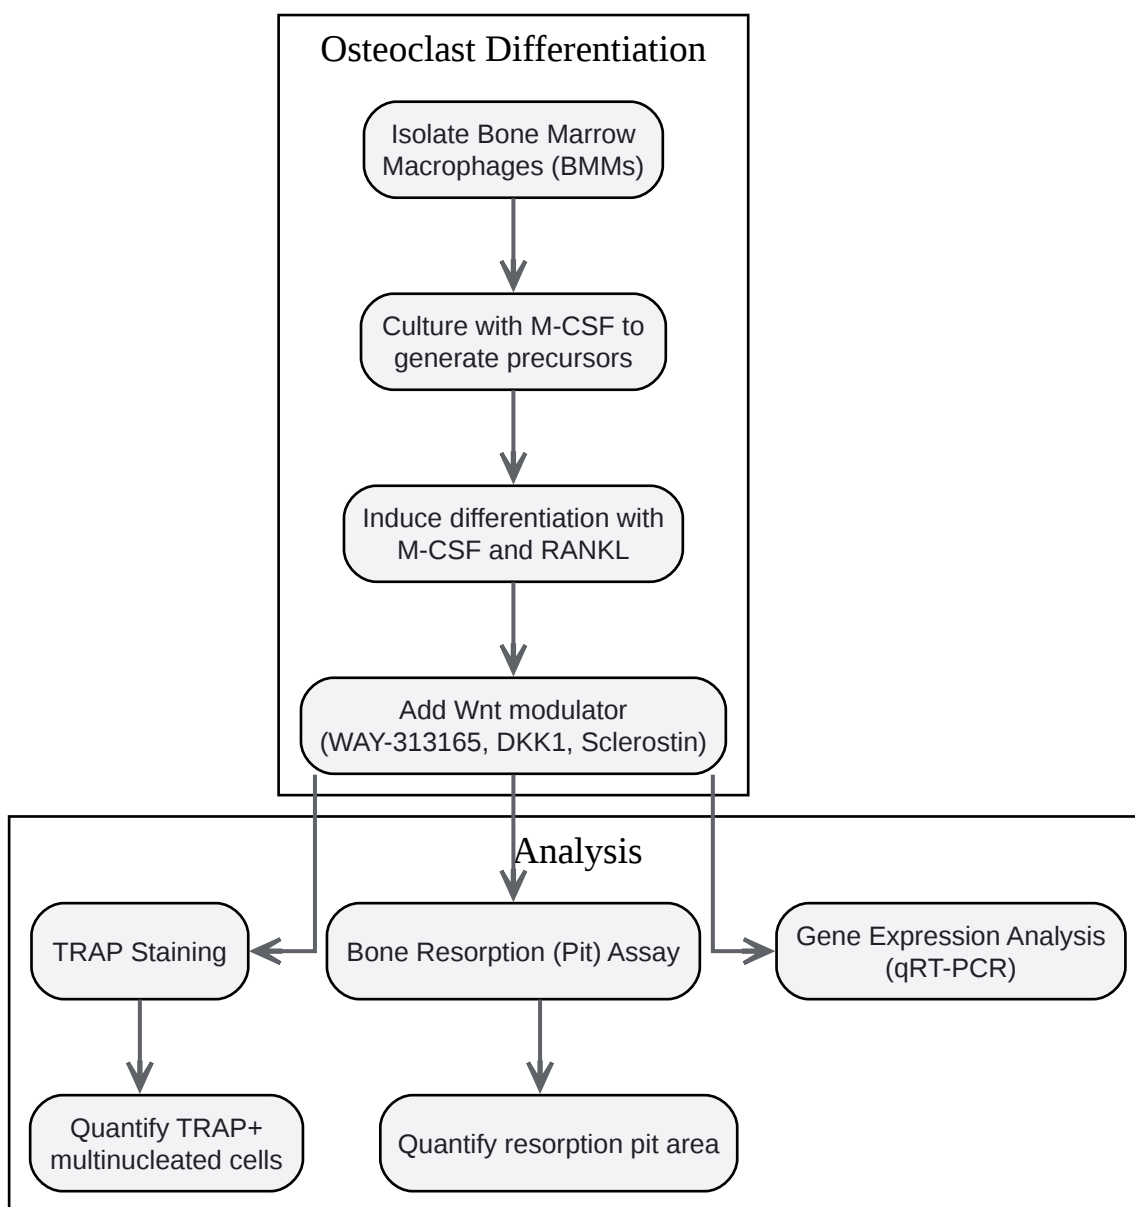 Osteoclast Differentiation
Isolate Bone Marrow
Macrophages (BMMs)
Culture with M-CSF to
generate precursors
Induce differentiation with
M-CSF and RANKL
Add Wnt modulator
(WAY-313165, DKK1, Sclerostin)
Analysis
TRAP Staining
Bone Resorption (Pit) Assay
Gene Expression Analysis
(qRT-PCR)
Quantify TRAP+
multinucleated cells
Quantify resorption pit area